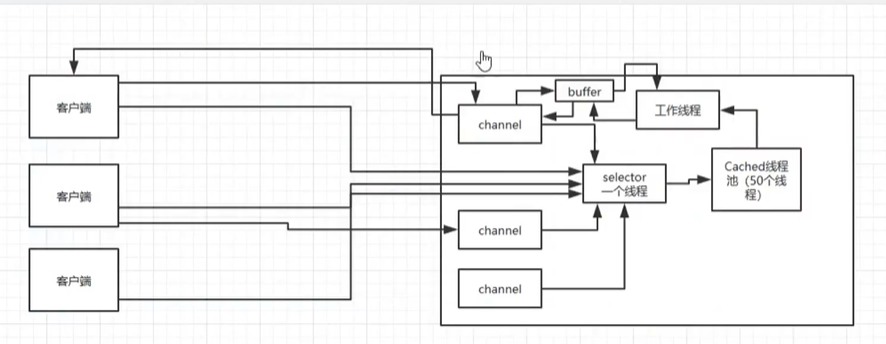 客户端
客户端
客户端
channel
buffer
工作线程
selector
一个线程
Cached线程
池（50个线
程）
channel
channel